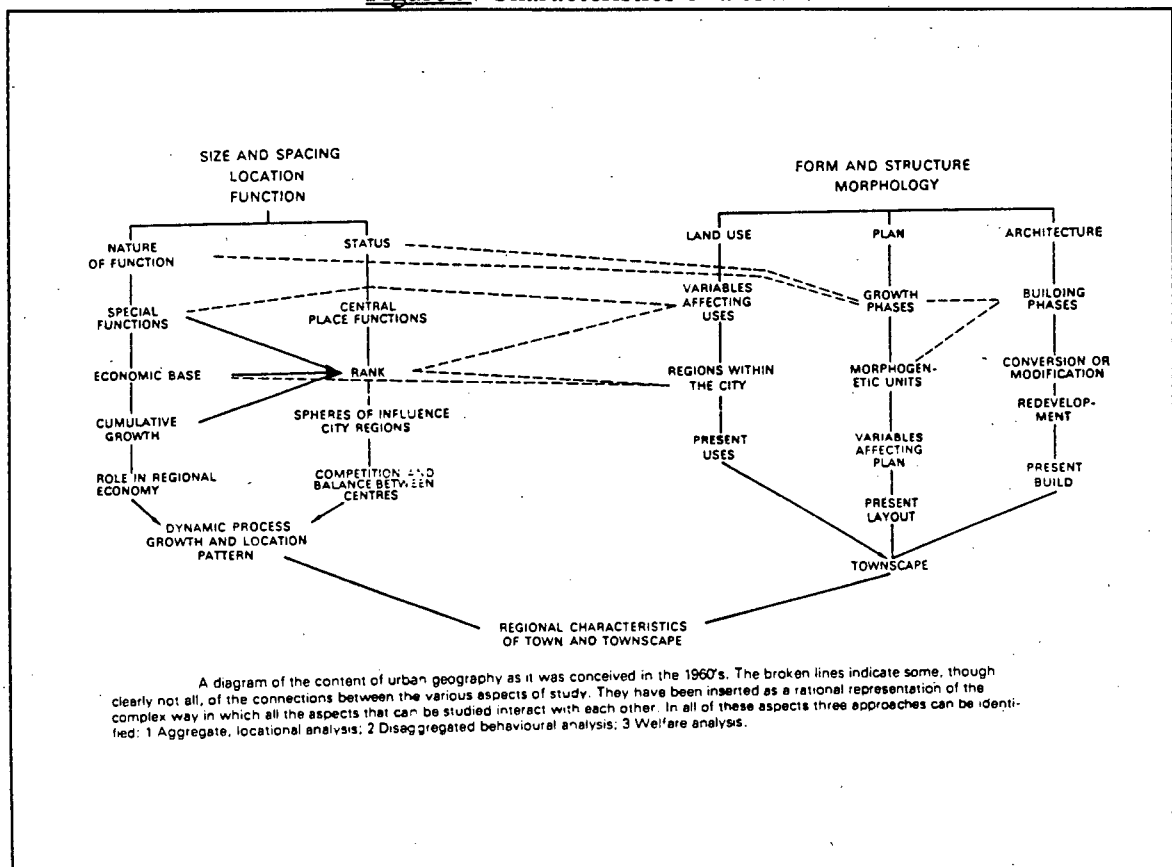 SIZE AND SPACING
LOCATION
FUNCTION
FORM AND STRUCTURE
MORPHOLOGY
NATURE
OF FUNCTION
STATUS
LAND USE
PLAN
ARCHITECTURE
SPECIAL
FUNCTIONS
CENTRAL
PLACE FUNCTIONS
VARIABLES
AFFECTING
USES
GROWTH
PHASES
BUILDING
PHASES
ECONOMIC BASE
RANK
REGIONS WITHIN
THE CITY
MORPHOGEN-
ETIC UNITS
CONVERSION OR
MODIFICATION
CUMULATIVE
GROWTH
SPHERES OF INFLUENCE
CITY REGIONS
PRESENT
USES
VARIABLES
AFFECTING
PLAN
REDEVELOP-
MENT
ROLE IN REGIONAL
ECONOMY
COMPETITION AND
BALANCE BETWEEN
CENTRES
PRESENT
LAYOUT
PRESENT
BUILD
DYNAMIC PROCESS
GROWTH AND LOCATION
PATTERN
TOWNSCAPE
REGIONAL CHARACTERISTICS
OF TOWN AND TOWNSCAPE
A diagram of the content of urban geography as it was conceived in the 1960's. The broken lines indicate some, though
clearly not all, of the connections between the various aspects of study. They have been inserted as a rational representation of the
complex way in which all the aspects that can be studied interact with each other. In all of these aspects three approaches can be identi-
fied: 1 Aggregate, locational analysis; 2 Disaggregated behavioural analysis; 3 Welfare analysis.